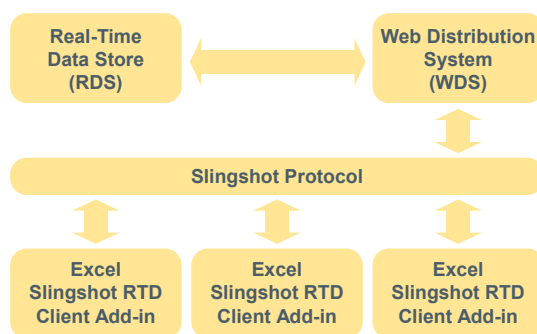 Real-Time
Data Store
(RDS)
Web Distribution
System
(WDS)
Slingshot Protocol
Excel
Slingshot RTD
Client Add-in
Excel
Slingshot RTD
Client Add-in
Excel
Slingshot RTD
Client Add-in